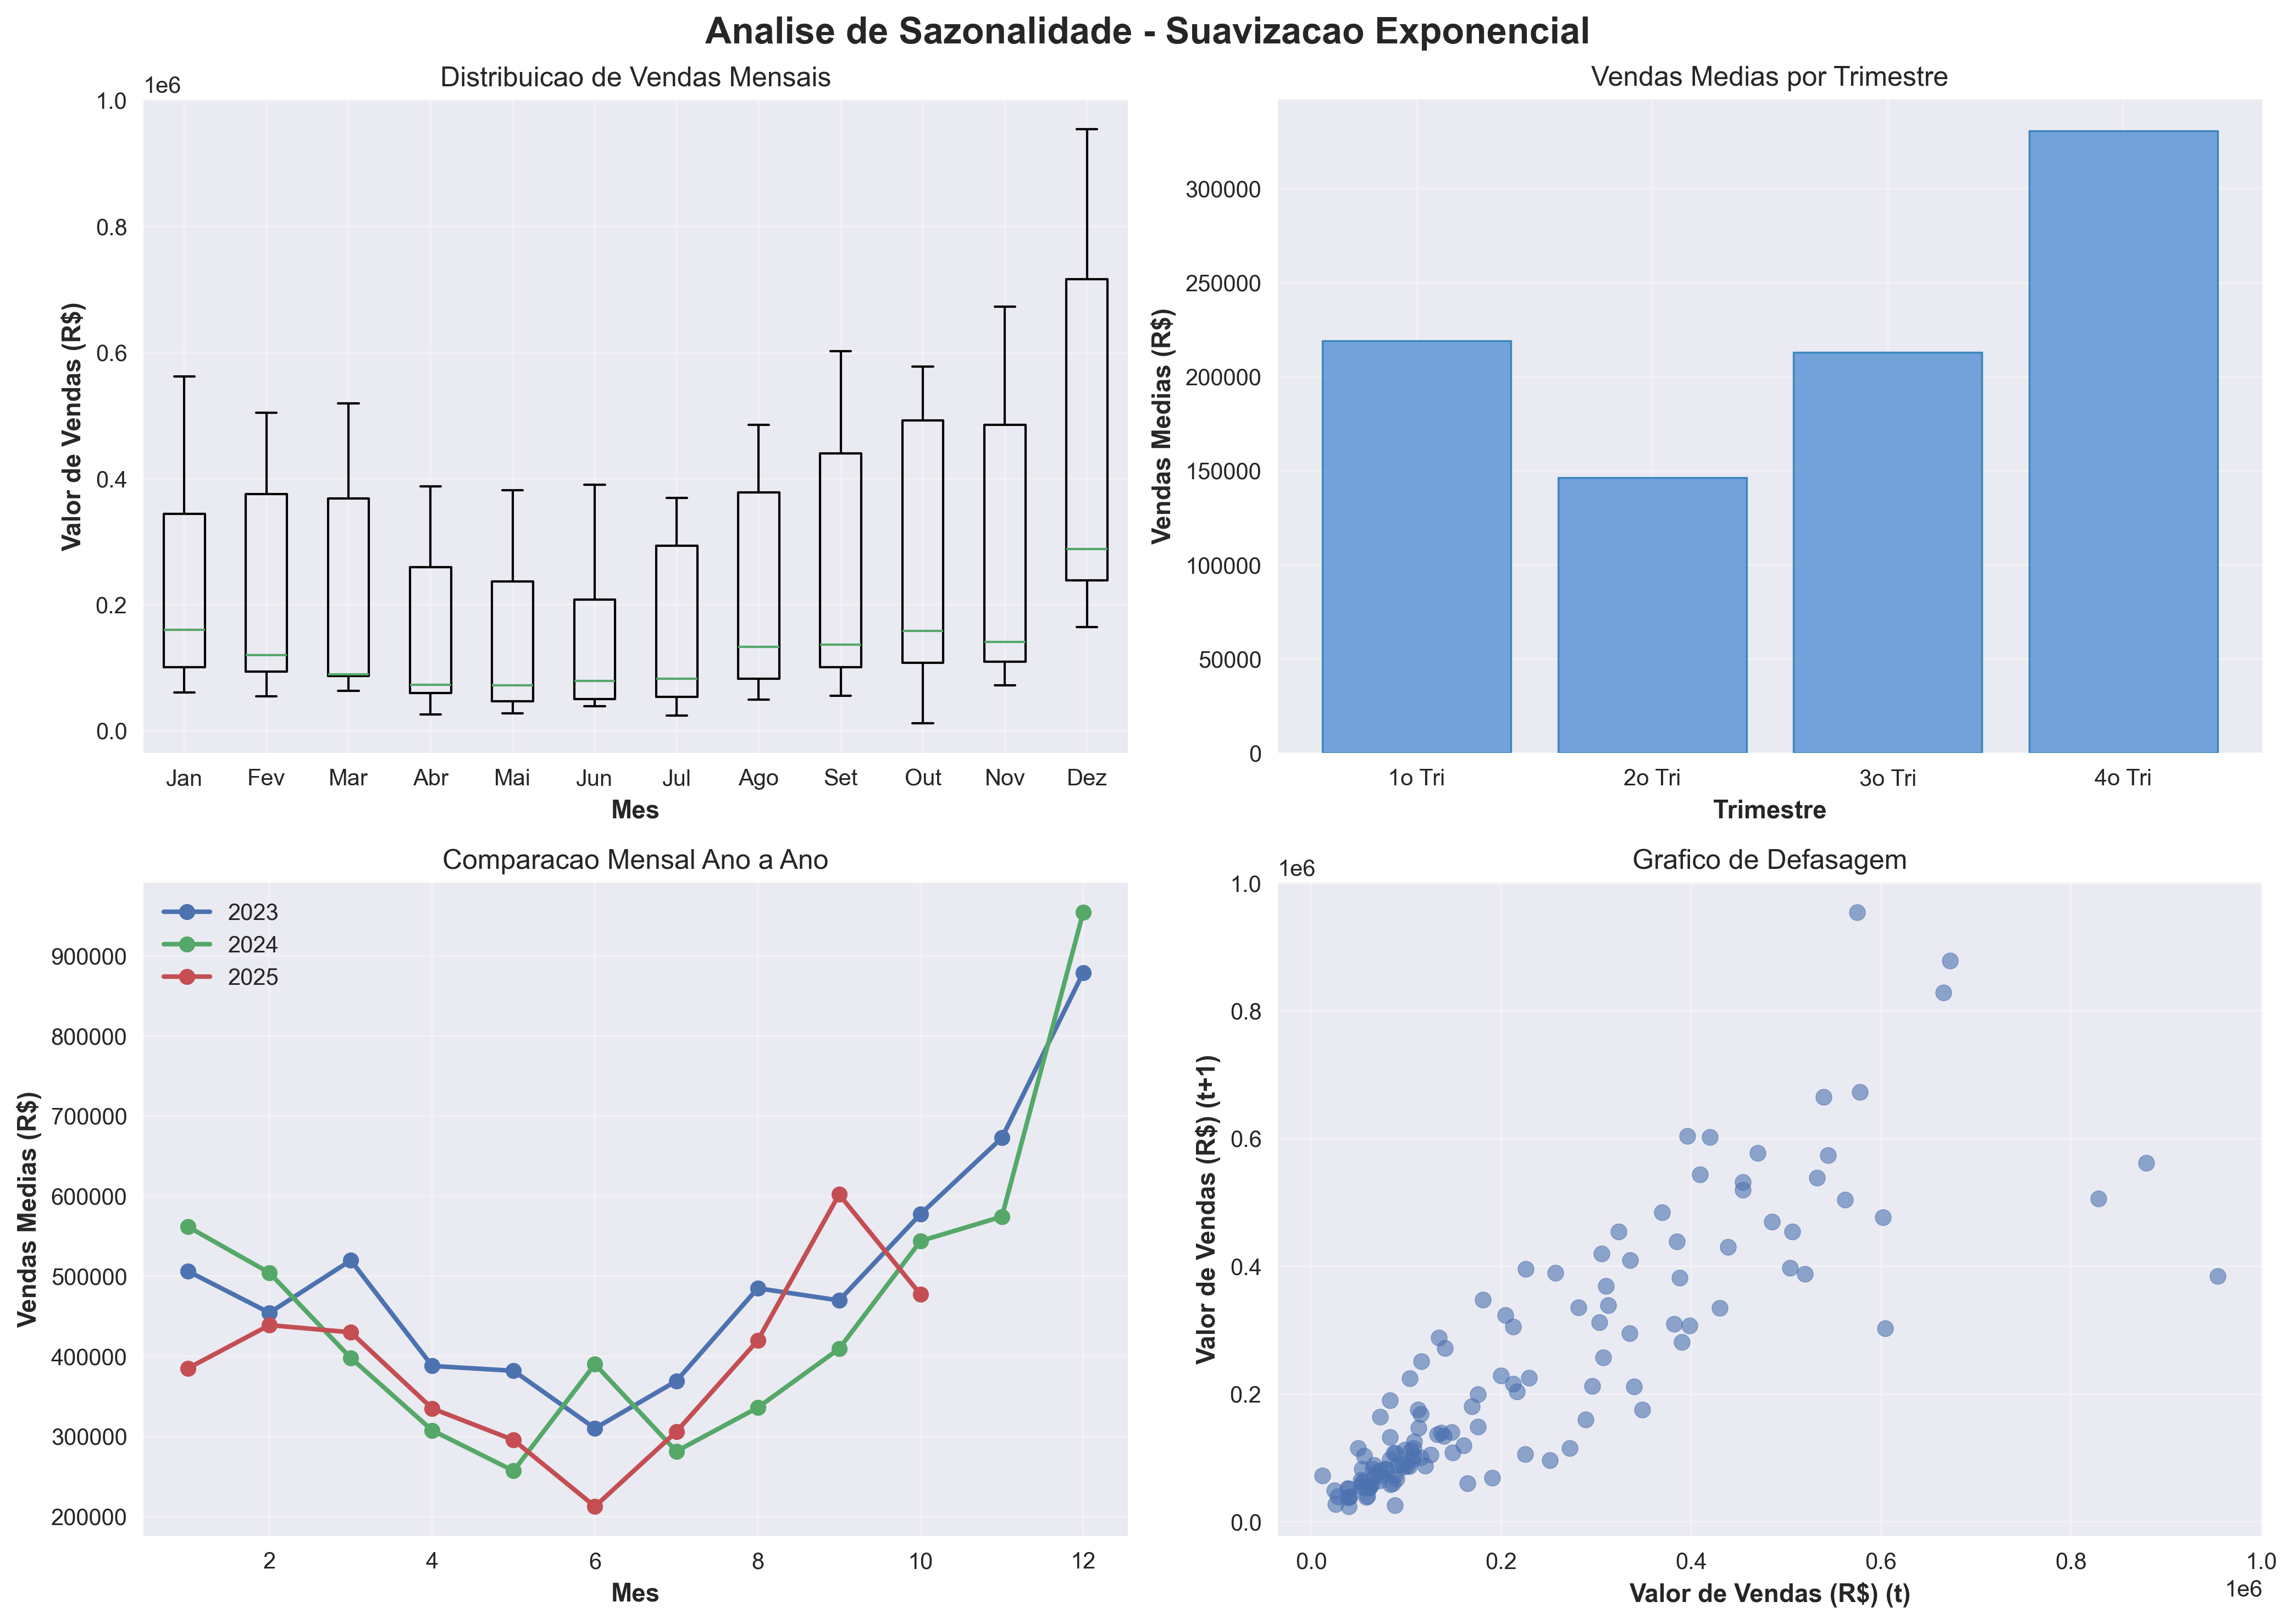 Analise de Sazonalidade - Suavizacao Exponencial
Distribuicao de Vendas Mensais
1e6
1.0
0.8
0.6
0.4
0.2
0.0
Valor de Vendas (R$)
Jan Fev Mar Abr Mai Jun Jul Ago Set Out Nov Dez
Mes
Vendas Medias por Trimestre
300000
250000
200000
150000
100000
50000
0
Vendas Medias (R$)
1o Tri 2o Tri 3o Tri 4o Tri
Trimestre
Comparacao Mensal Ano a Ano
2023
2024
2025
900000
800000
700000
600000
500000
400000
300000
200000
Vendas Medias (R$)
2 4 6 8 10 12
Mes
Grafico de Defasagem
1e6
1.0
0.8
0.6
0.4
0.2
0.0
Valor de Vendas (R$) (t+1)
0.0 0.2 0.4 0.6 0.8 1.0
1e6
Valor de Vendas (R$) (t)